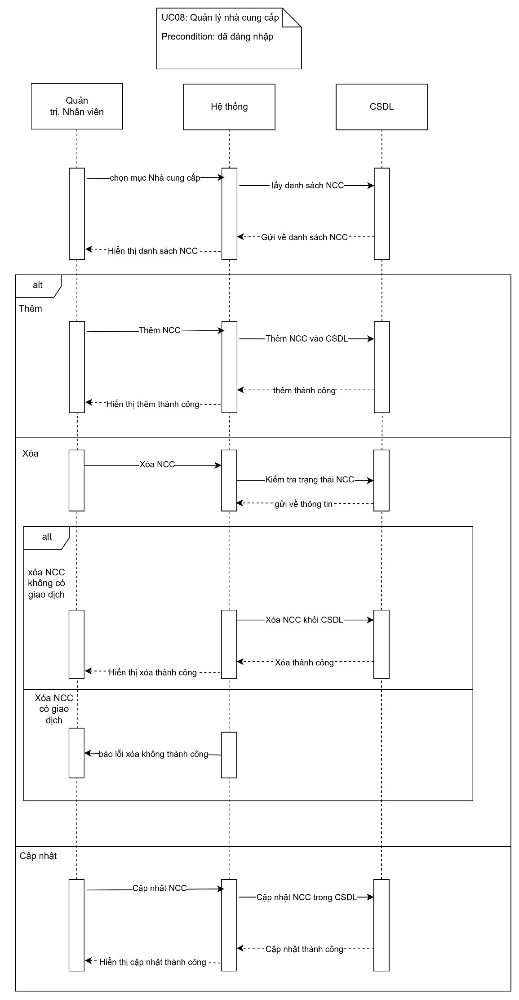 UC08: Quản lý nhà cung cấp
Precondition: đã đăng nhập
Quản
trị, Nhân viên
Hệ thống
CSDL
chọn mục Nhà cung cấp
lấy danh sách NCC
Gửi về danh sách NCC
Hiển thị danh sách NCC
alt
Thêm
Thêm NCC
Thêm NCC vào CSDL
thêm thành công
Hiển thị thêm thành công
Xóa
Xóa NCC
Kiểm tra trạng thái NCC
gửi về thông tin
alt
xóa NCC
không có
giao dịch
Xóa NCC khỏi CSDL
Xóa thành công
Hiển thị xóa thành công
Xóa NCC
có giao
dịch
báo lỗi xóa không thành công
Cập nhật
Cập nhật NCC
Cập nhật NCC trong CSDL
Cập nhật thành công
Hiển thị cập nhật thành công